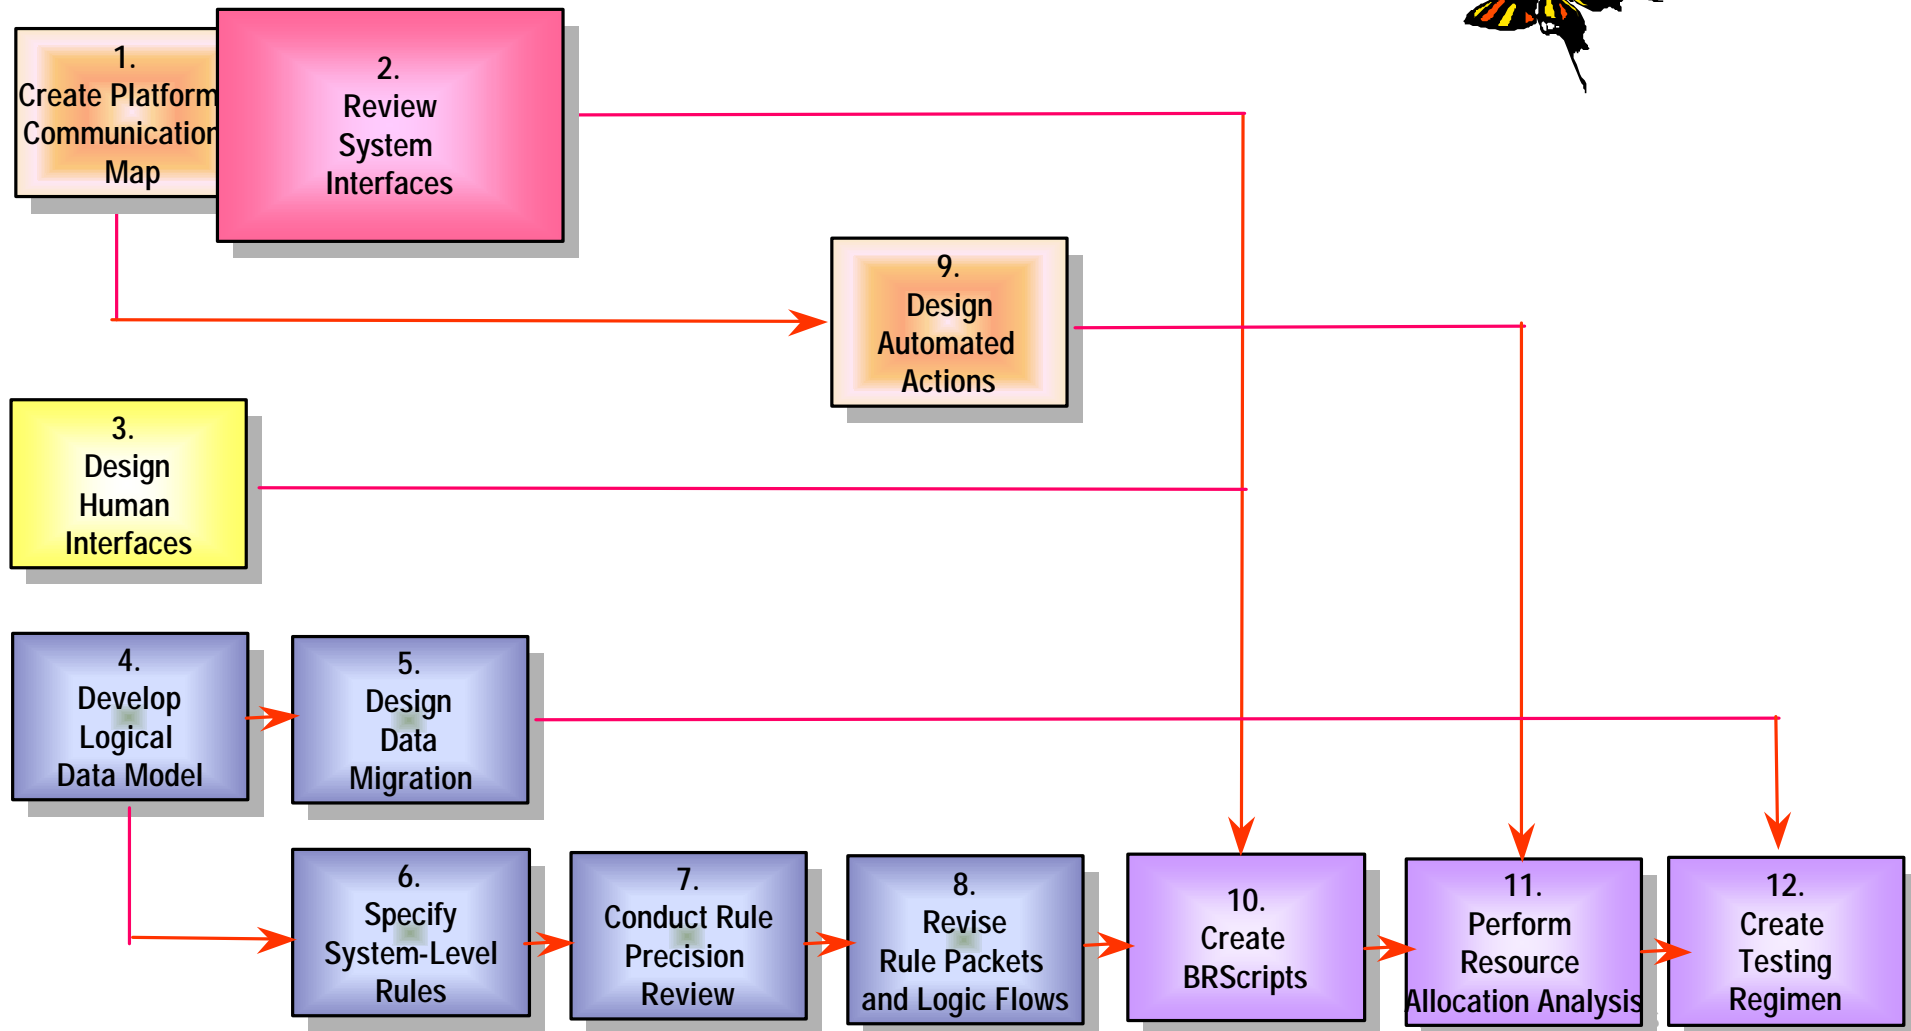 1.
Create Platform
Communication
Map
2.
Review
System
Interfaces
9.
Design
Automated
Actions
3.
Design
Human
Interfaces
4.
Develop
Logical
Data Model
5.
Design
Data
Migration
6.
Specify
System-Level
Rules
7.
Conduct Rule
Precision
Review
8.
Revise
Rule Packets
and Logic Flows
10.
Create
BRScripts
11.
Perform
Resource
Allocation Analysis
12.
Create
Testing
Regimen